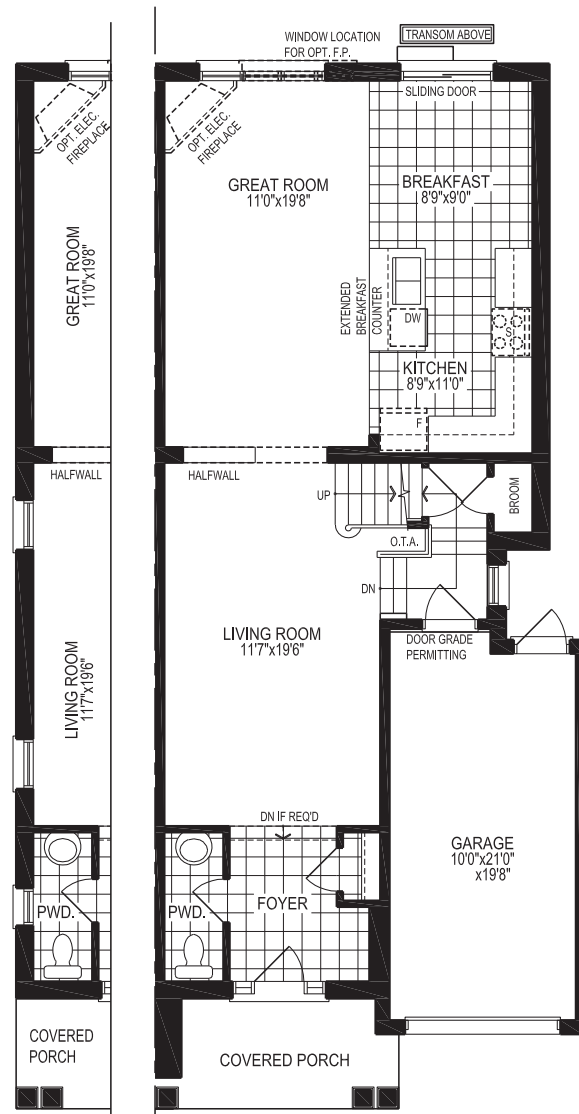 WINDOW LOCATION
FOR OPT. F.P.
TRANSOM ABOVE
SLIDING DOOR
OPT. ELEC.
FIREPLACE
OPT. ELEC.
FIREPLACE
GREAT ROOM
11'0"x19'8"
GREAT ROOM
11'0"x19'8"
BREAKFAST
8'9"x9'0"
EXTENDED
BREAKFAST
COUNTER
DW
S
KITCHEN
8'9"x11'0"
F
HALFWALL
HALFWALL
UP
BROOM
O.T.A.
DN
LIVING ROOM
11'7"x19'6"
LIVING ROOM
11'7"x19'6"
DOOR GRADE
PERMITTING
DN IF REQ'D
GARAGE
10'0"x21'0"
x19'8"
PWD.
PWD.
FOYER
COVERED
PORCH
COVERED PORCH